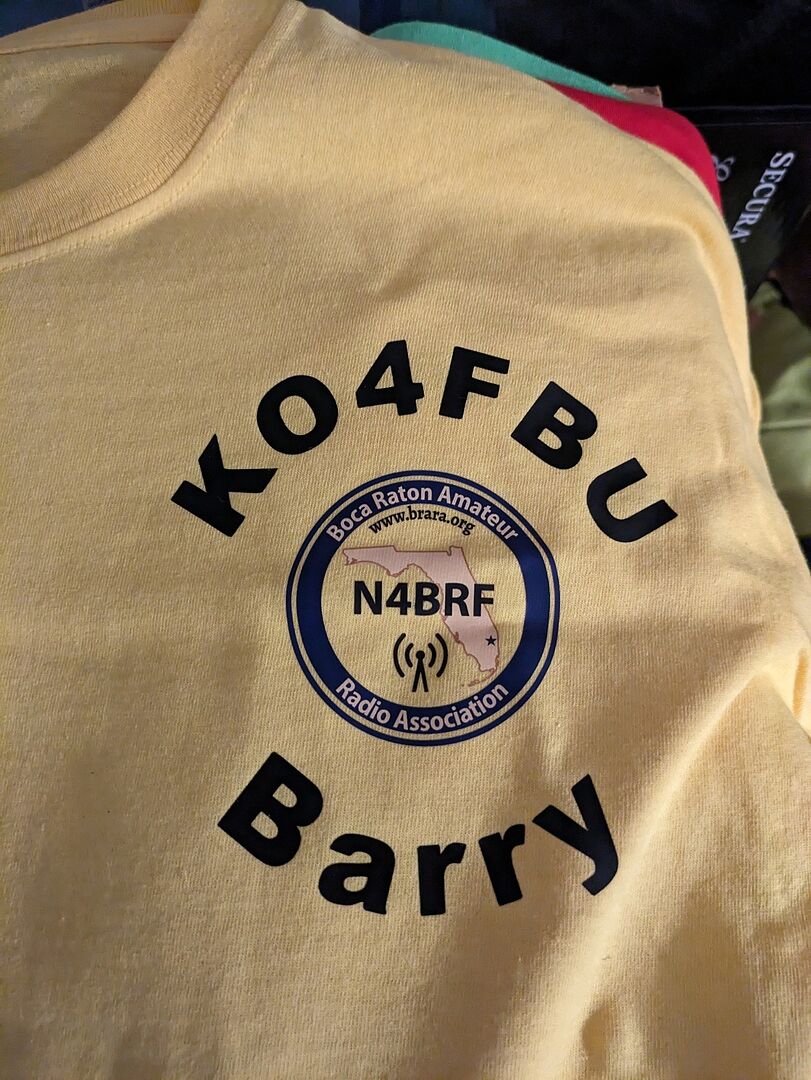 KO4FBU
Boca Raton Amateur
www.brara.org
N4BRF
Radio Association
Barry
SECURA